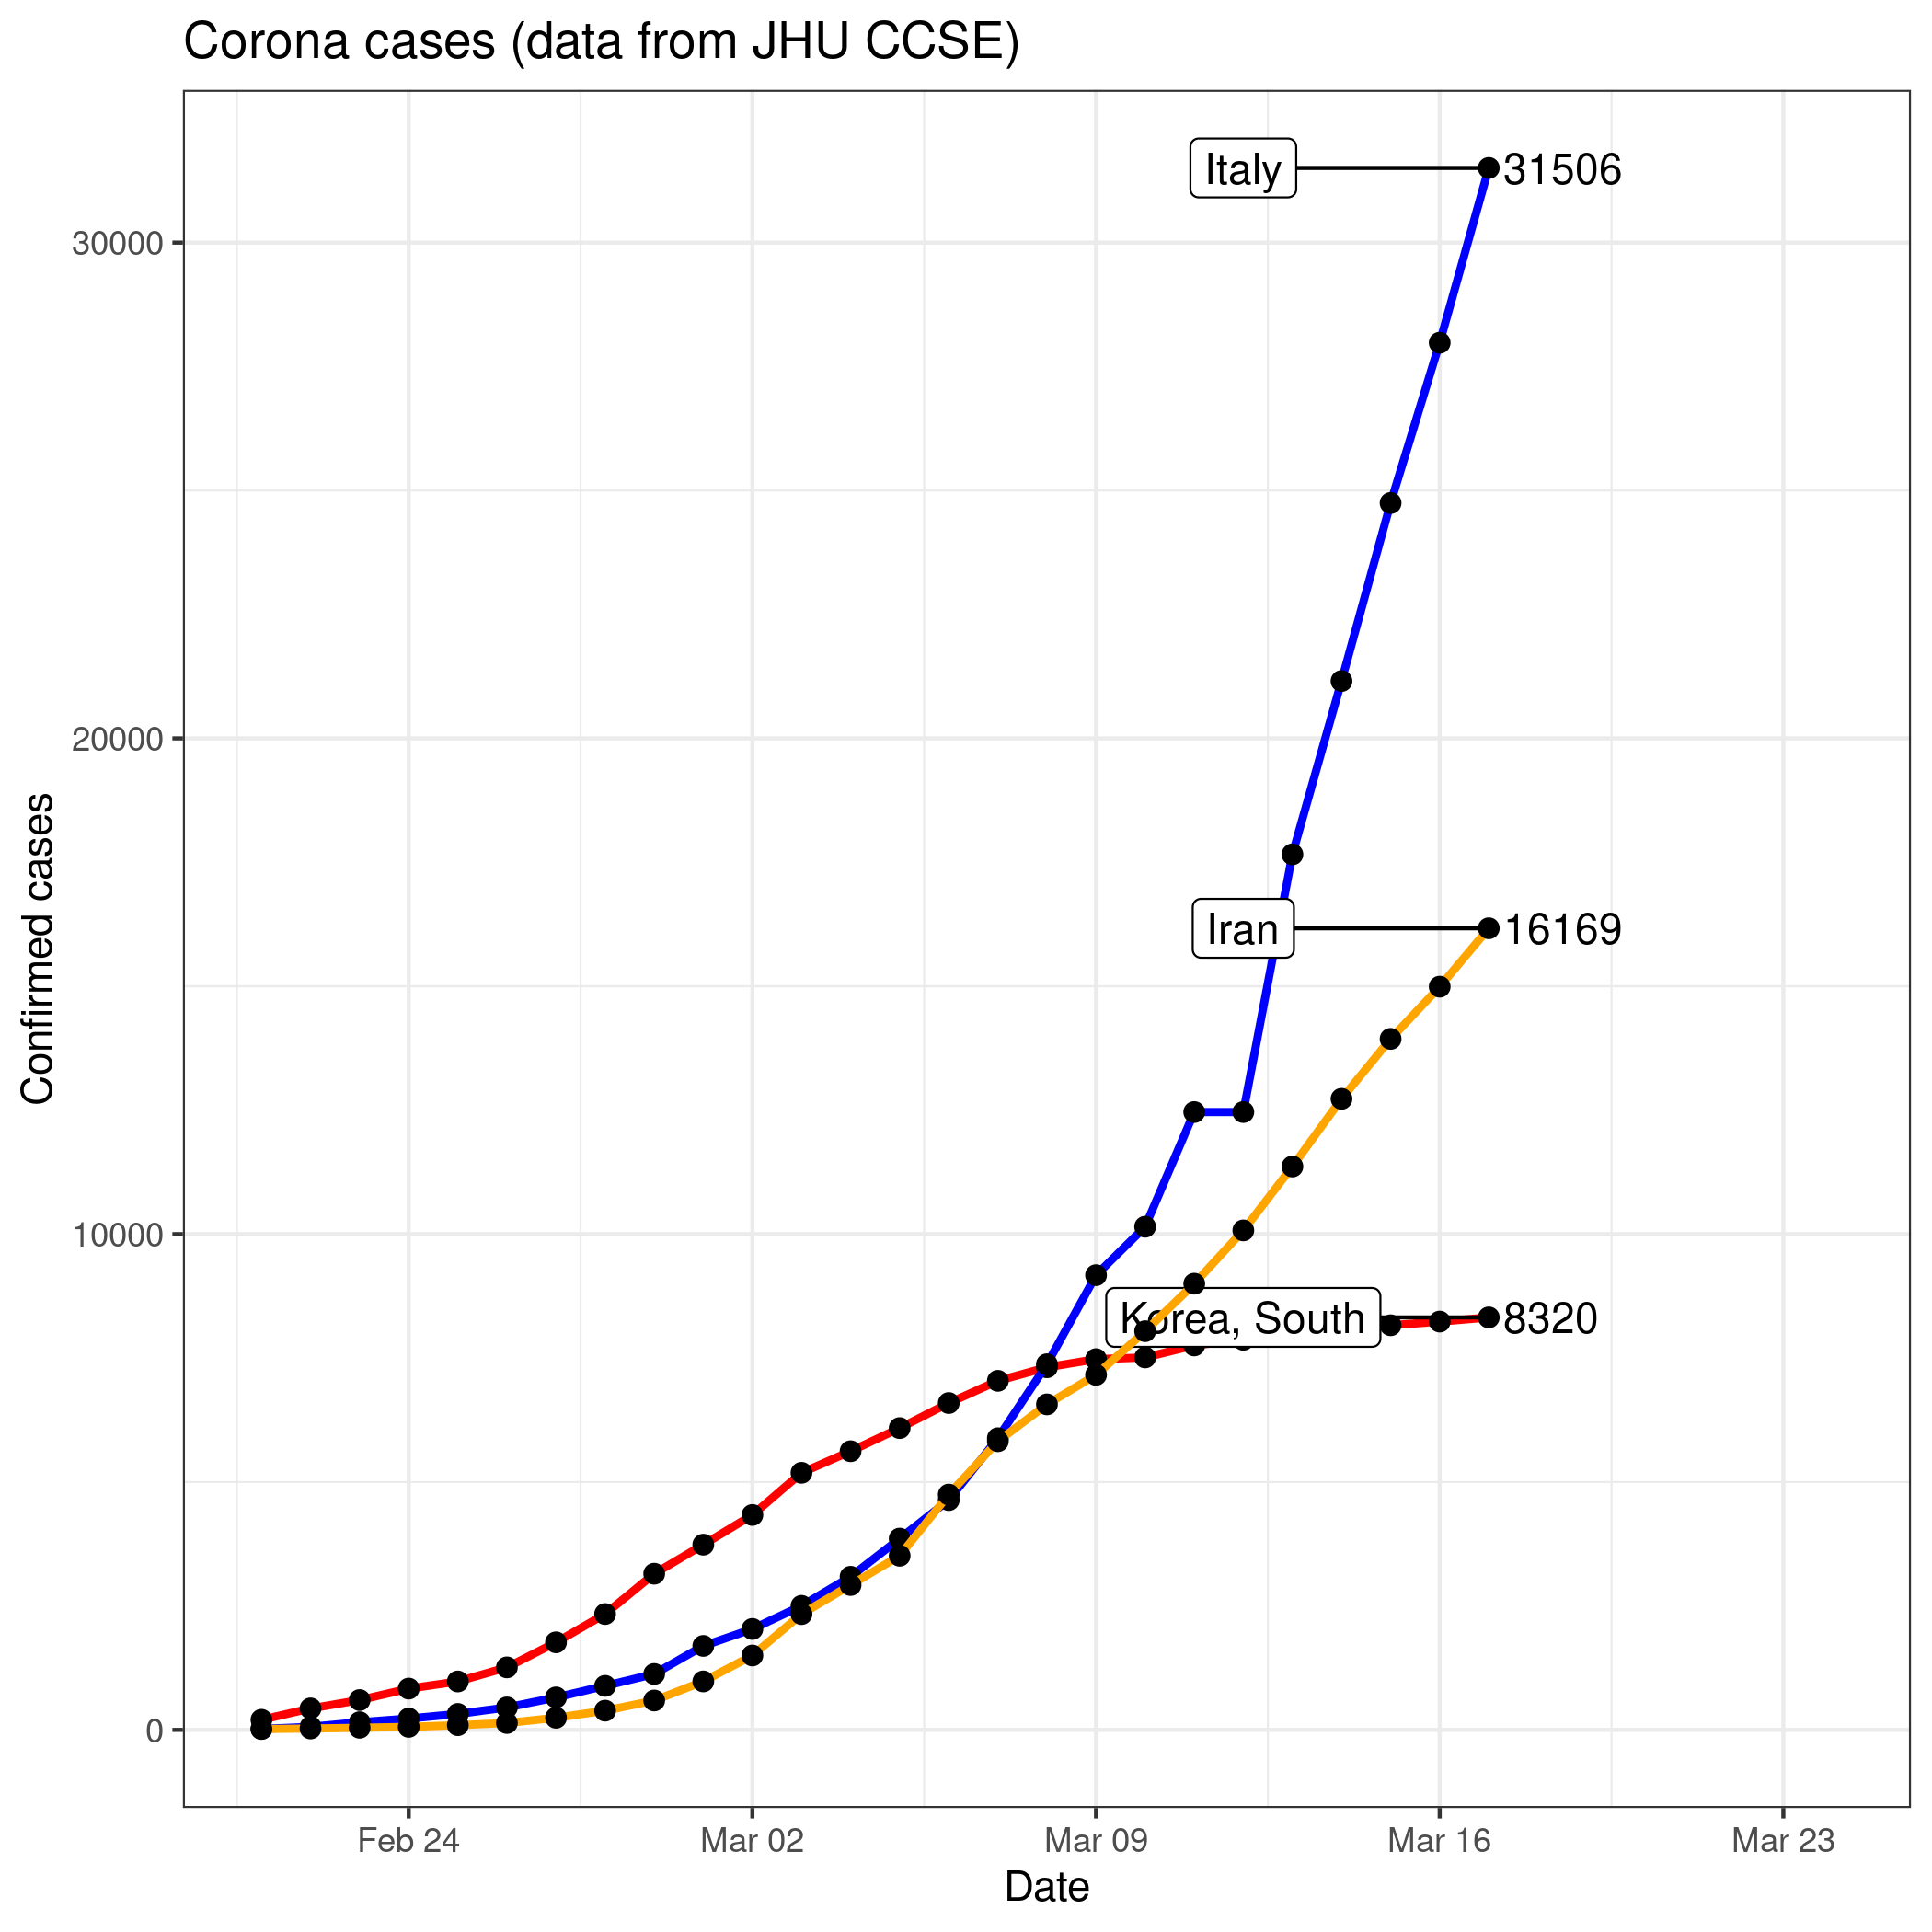 Corona cases (data from JHU CCSE)
Italy
31506
30000
20000
Confirmed cases
Iran
16169
10000
Korea, South
8320
0
Feb 24
Mar 02
Mar 09
Mar 16
Mar 23
Date